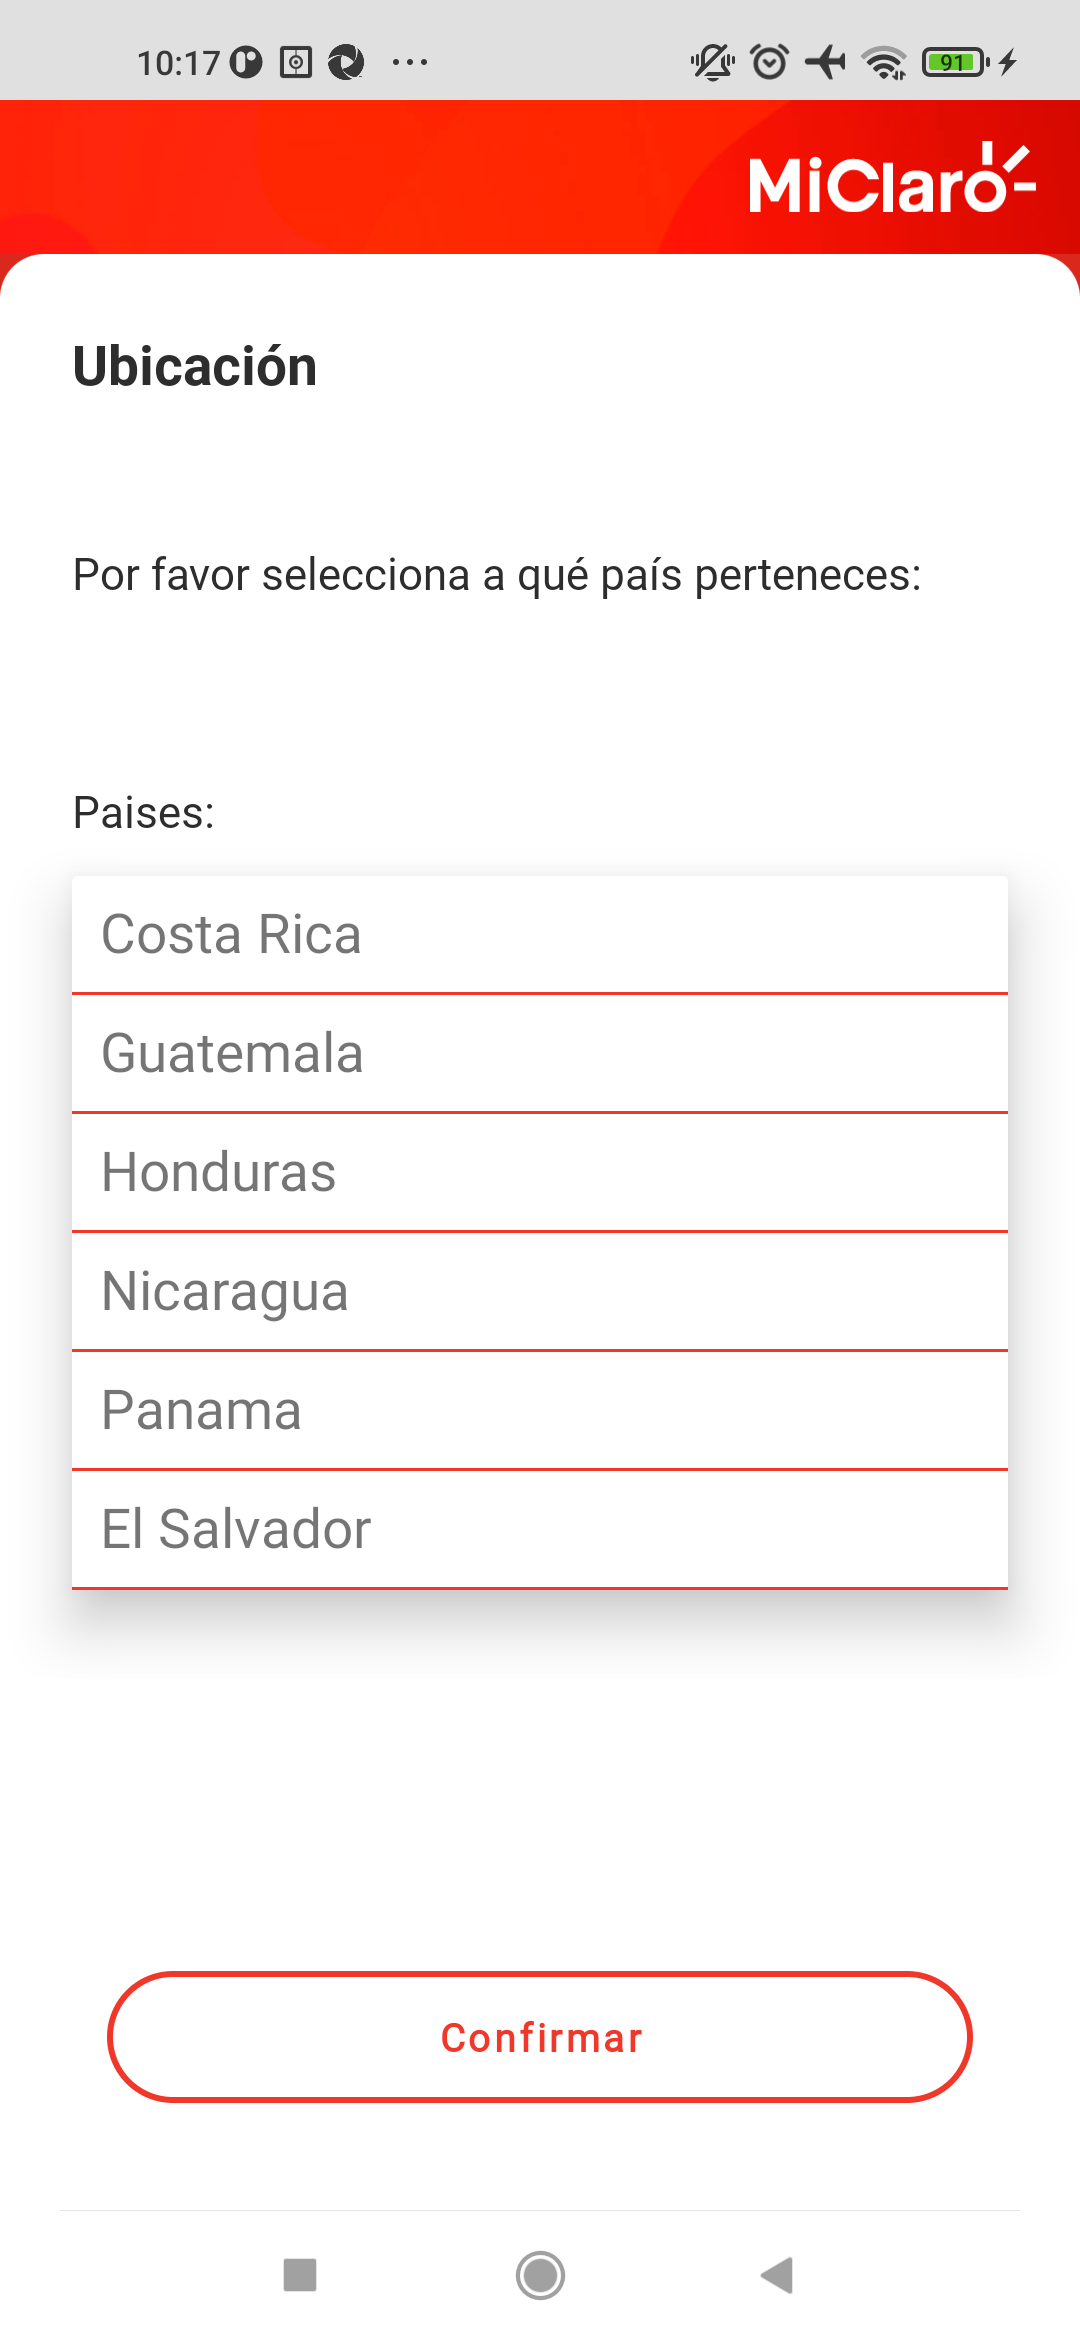 10:17
91
MiClaro
Ubicación
Por favor selecciona a qué país perteneces:
Paises:
Costa Rica
Guatemala
Honduras
Nicaragua
Panama
El Salvador
Confirmar